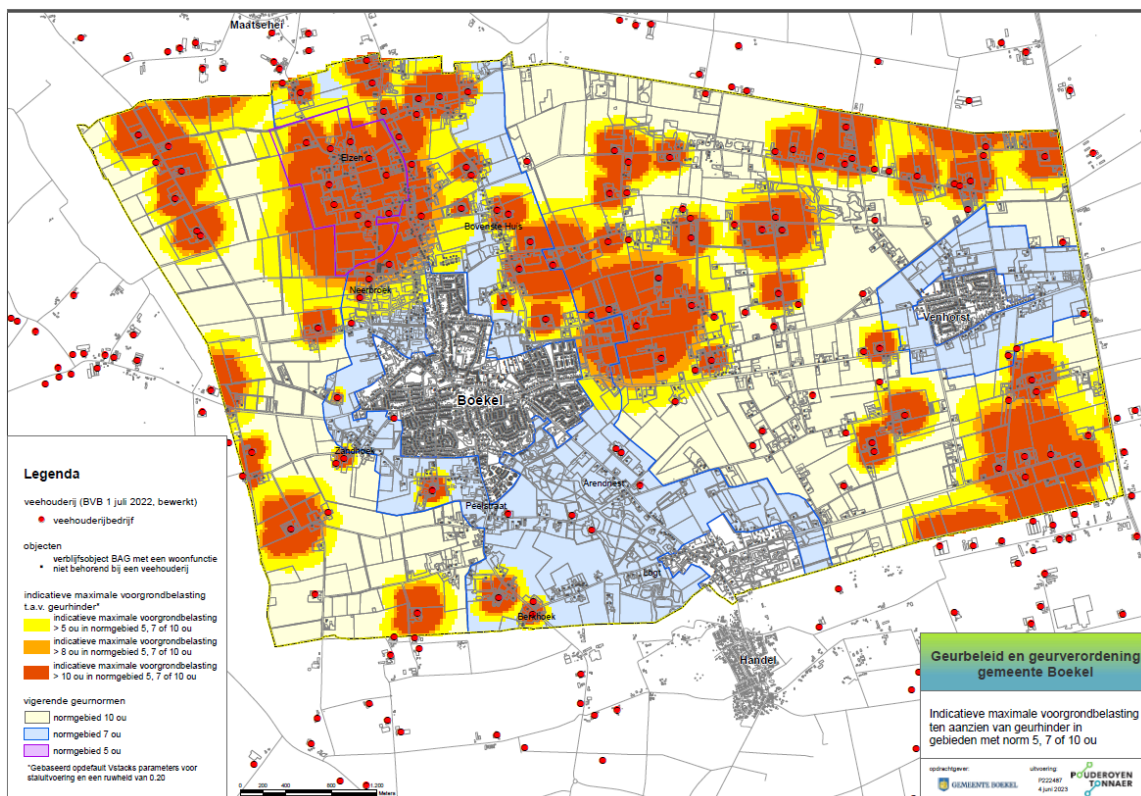 Maatseheı
Elzen
Bovenste Hu's
Neerbroek
Venhorst
Boekel
Zandhoek
Arendnest
Peelstraat
Logt
Berkhoek
Handel
Legenda
veehouderij (BVB 1 juli 2022, bewerkt)
veehouderijbedrijf
objecten
verblijfsobject BAG met een woonfunctie
niet behorend bij een veehouderij
indicatieve maximale voorgrondbelasting
t.a.v. geurhinder*
indicatieve maximale voorgrondbelasting
> 5 ou in normgebied 5, 7 of 10 ou
indicatieve maximale voorgrondbelasting
> 8 ou in normgebied 5, 7 of 10 ou
indicatieve maximale voorgrondbelasting
> 10 ou in normgebied 5, 7 of 10 ou
vigerende geurnormen
normgebied 10 ou
normgebied 7 ou
normgebied 5 ou
*Gebaseerd opdefault Vstacks parameters voor
staluitvoering en een ruwheid van 0.20
0 400 800 1.200
Meters
Geurbeleid en geurverordening
gemeente Boekel
Indicatieve maximale voorgrondbelasting
ten aanzien van geurhinder in
gebieden met norm 5, 7 of 10 ou
opdrachtgever:
GEMEENTE BOEKEL
uitvoering:
P222487
4 juni 2023
POUDEROYEN
TONNAER